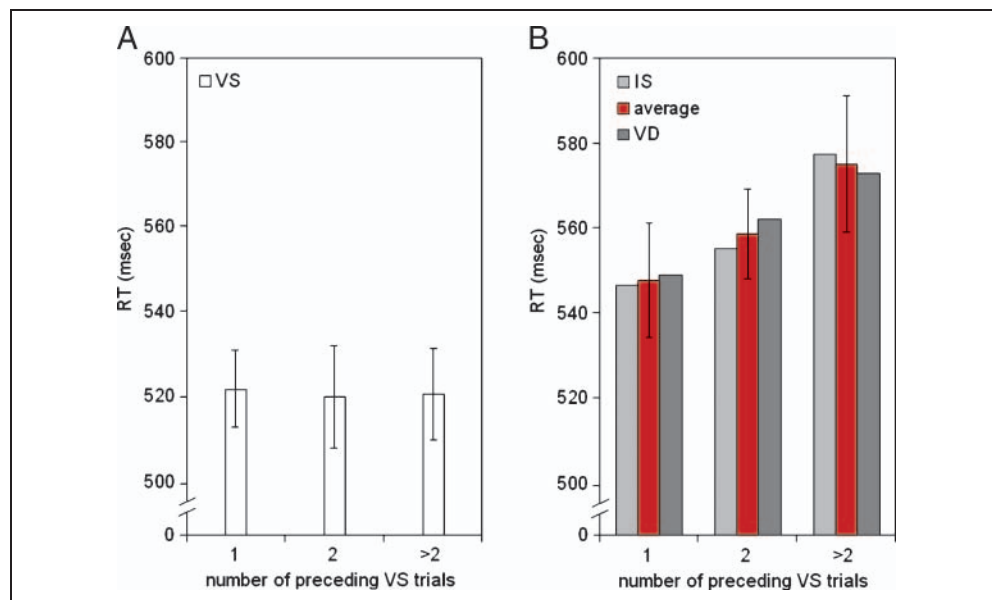 A
600
580
560
540
520
500
0
RT (msec)
VS
1 2 >2
number of preceding VS trials
B
600
580
560
540
520
500
0
RT (msec)
IS
average
VD
1 2 >2
number of preceding VS trials